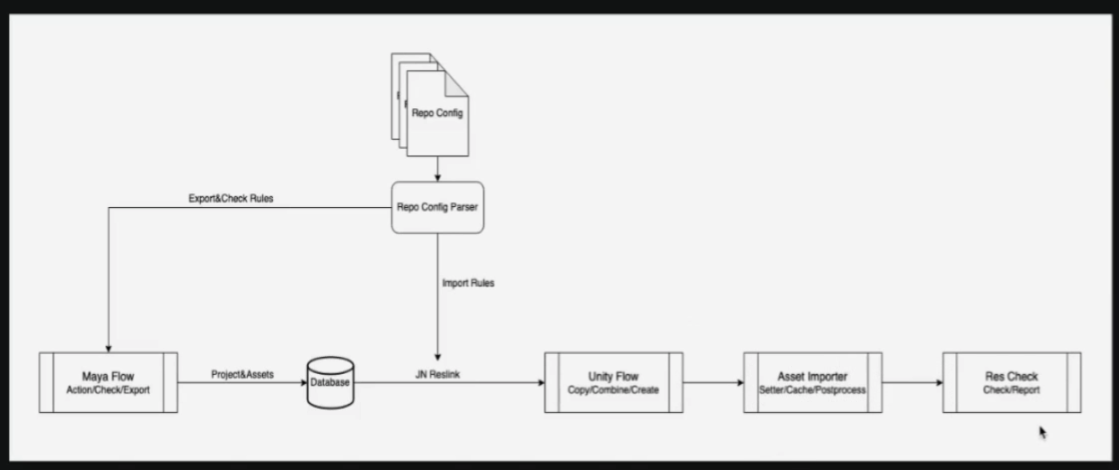 Repo Config
Export&Check Rules
Repo Config Parser
Import Rules
Maya Flow
Action/Check/Export
Project&Assets
Database
JN Reslink
Unity Flow
Copy/Combine/Create
Asset Importer
Setter/Cache/Postprocess
Res Check
Check/Report